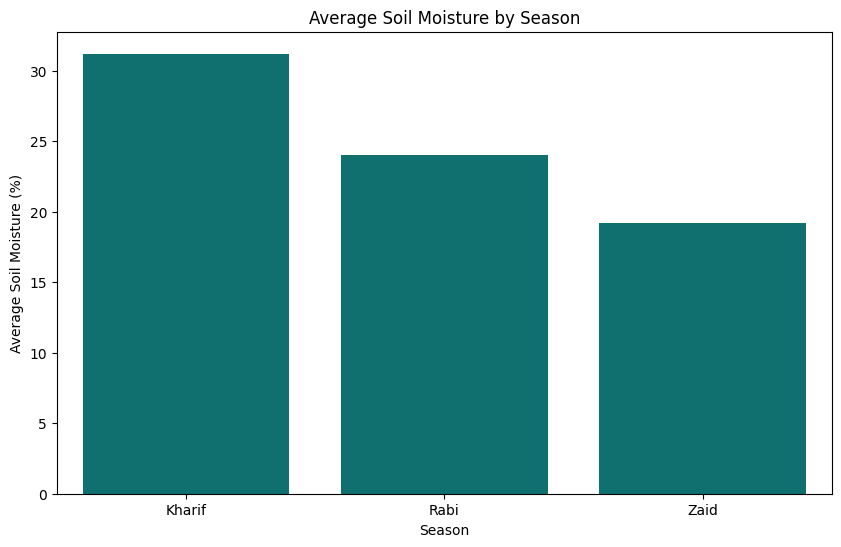 Average Soil Moisture by Season
Average Soil Moisture (%)
30
25
20
15
10
5
0
Kharif
Rabi
Zaid
Season